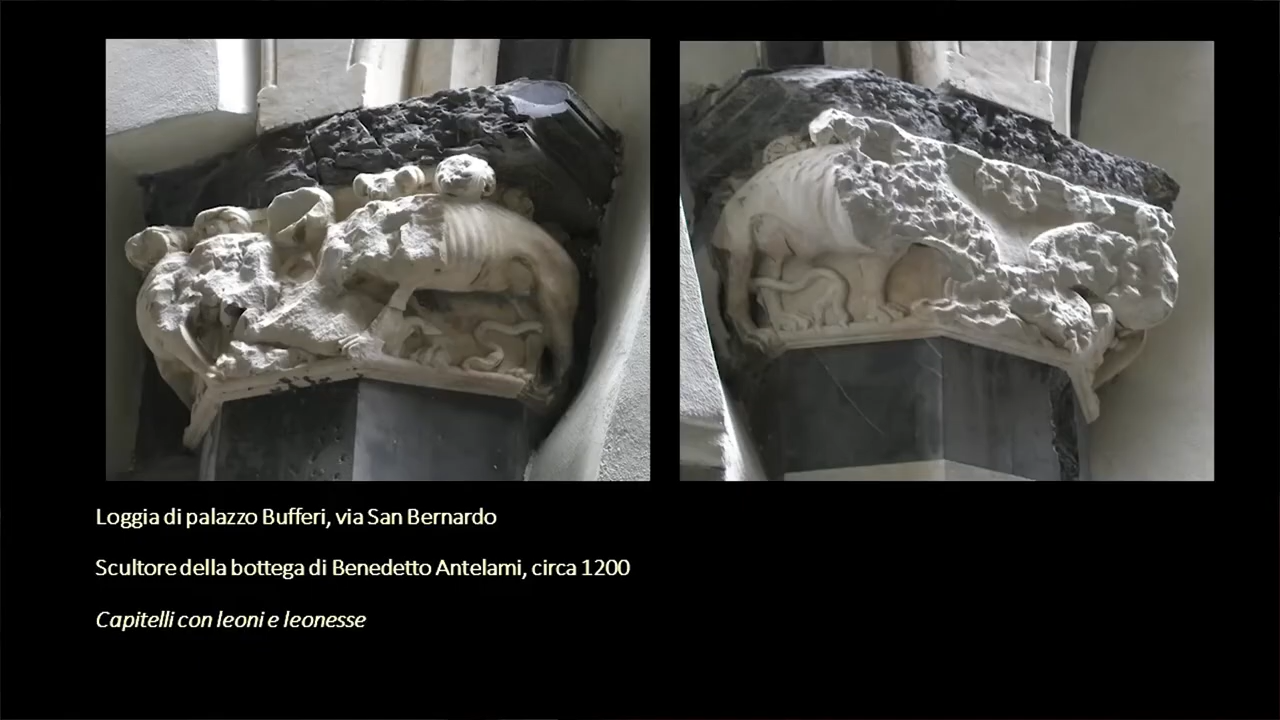 Loggia di palazzo Bufferi, via San Bernardo
Scultore della bottega di Benedetto Antelami, circa 1200
Capitelli con leoni e leonesse